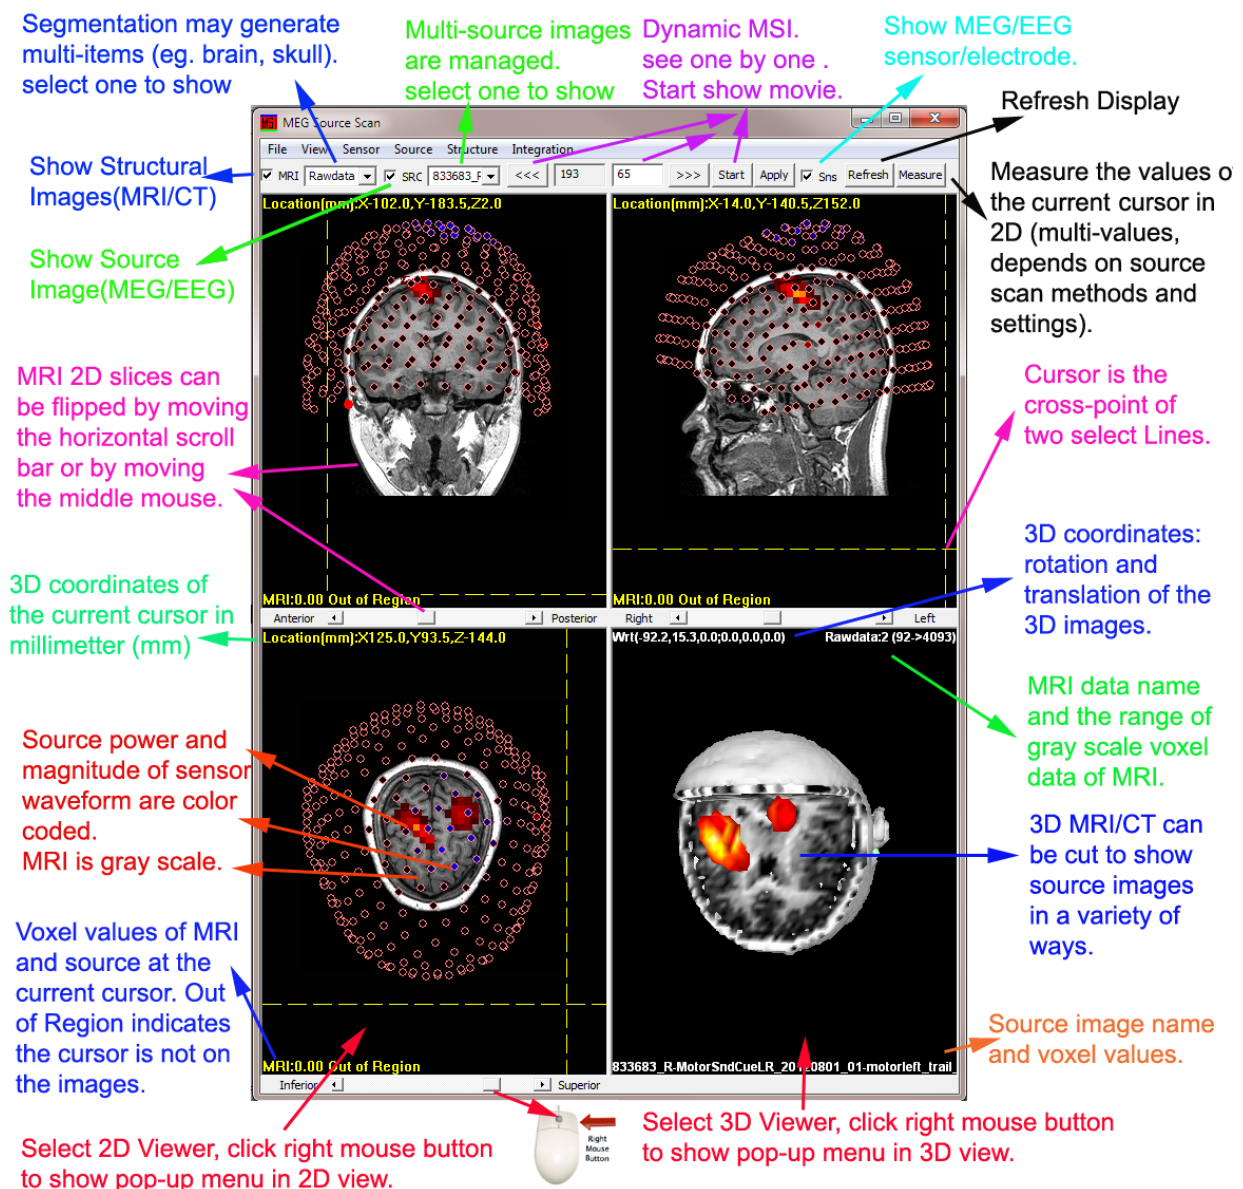 Segmentation may generate
multi-items (eg. brain, skull).
select one to show
Multi-source images
are managed.
select one to show
Dynamic MSI.
see one by one .
Start show movie.
Show MEG/EEG
sensor/electrode.
Refresh Display
Show Structural
Images(MRI/CT)
Show Source
Image(MEG/EEG)
MRI 2D slices can
be flipped by moving
the horizontal scroll
bar or by moving
the middle mouse.
3D coordinates of
the current cursor in
millimetter (mm)
Source power and
magnitude of sensor
waveform are color
coded.
MRI is gray scale.
Voxel values of MRI
and source at the
current cursor. Out
of Region indicates
the cursor is not on
the images.
MSI MEG Source Scan
File View Sensor Source Structure Integration
MRI Rawdata SRC 833683_F <<< 193 65 >>> Start Apply Sns Refresh Measure
Location(mm):X-102.0,Y-183.5,Z2.0
Location(mm):X-14.0,Y-140.5,Z152.0
MRI:0.00 Out of Region
MRI:0.00 Out of Region
Anterior Posterior Right Left
Location(mm):X125.0,Y93.5,Z-144.0
Wrt(-92.2,15.3,0.0;0.0,0.0,0.0) Rawdata:2 (92->4093)
MRI:0.00 Out of Region
833683_R-MotorSndCueLR_20120801_01-motorleft_trail_
Inferior Superior
Measure the values of
the current cursor in
2D (multi-values,
depends on source
scan methods and
settings).
Cursor is the
cross-point of
two select Lines.
3D coordinates:
rotation and
translation of the
3D images.
MRI data name
and the range of
gray scale voxel
data of MRI.
3D MRI/CT can
be cut to show
source images
in a variety of
ways.
Source image name
and voxel values.
Select 2D Viewer, click right mouse button
to show pop-up menu in 2D view.
Right
Mouse
Button
Select 3D Viewer, click right mouse button
to show pop-up menu in 3D view.